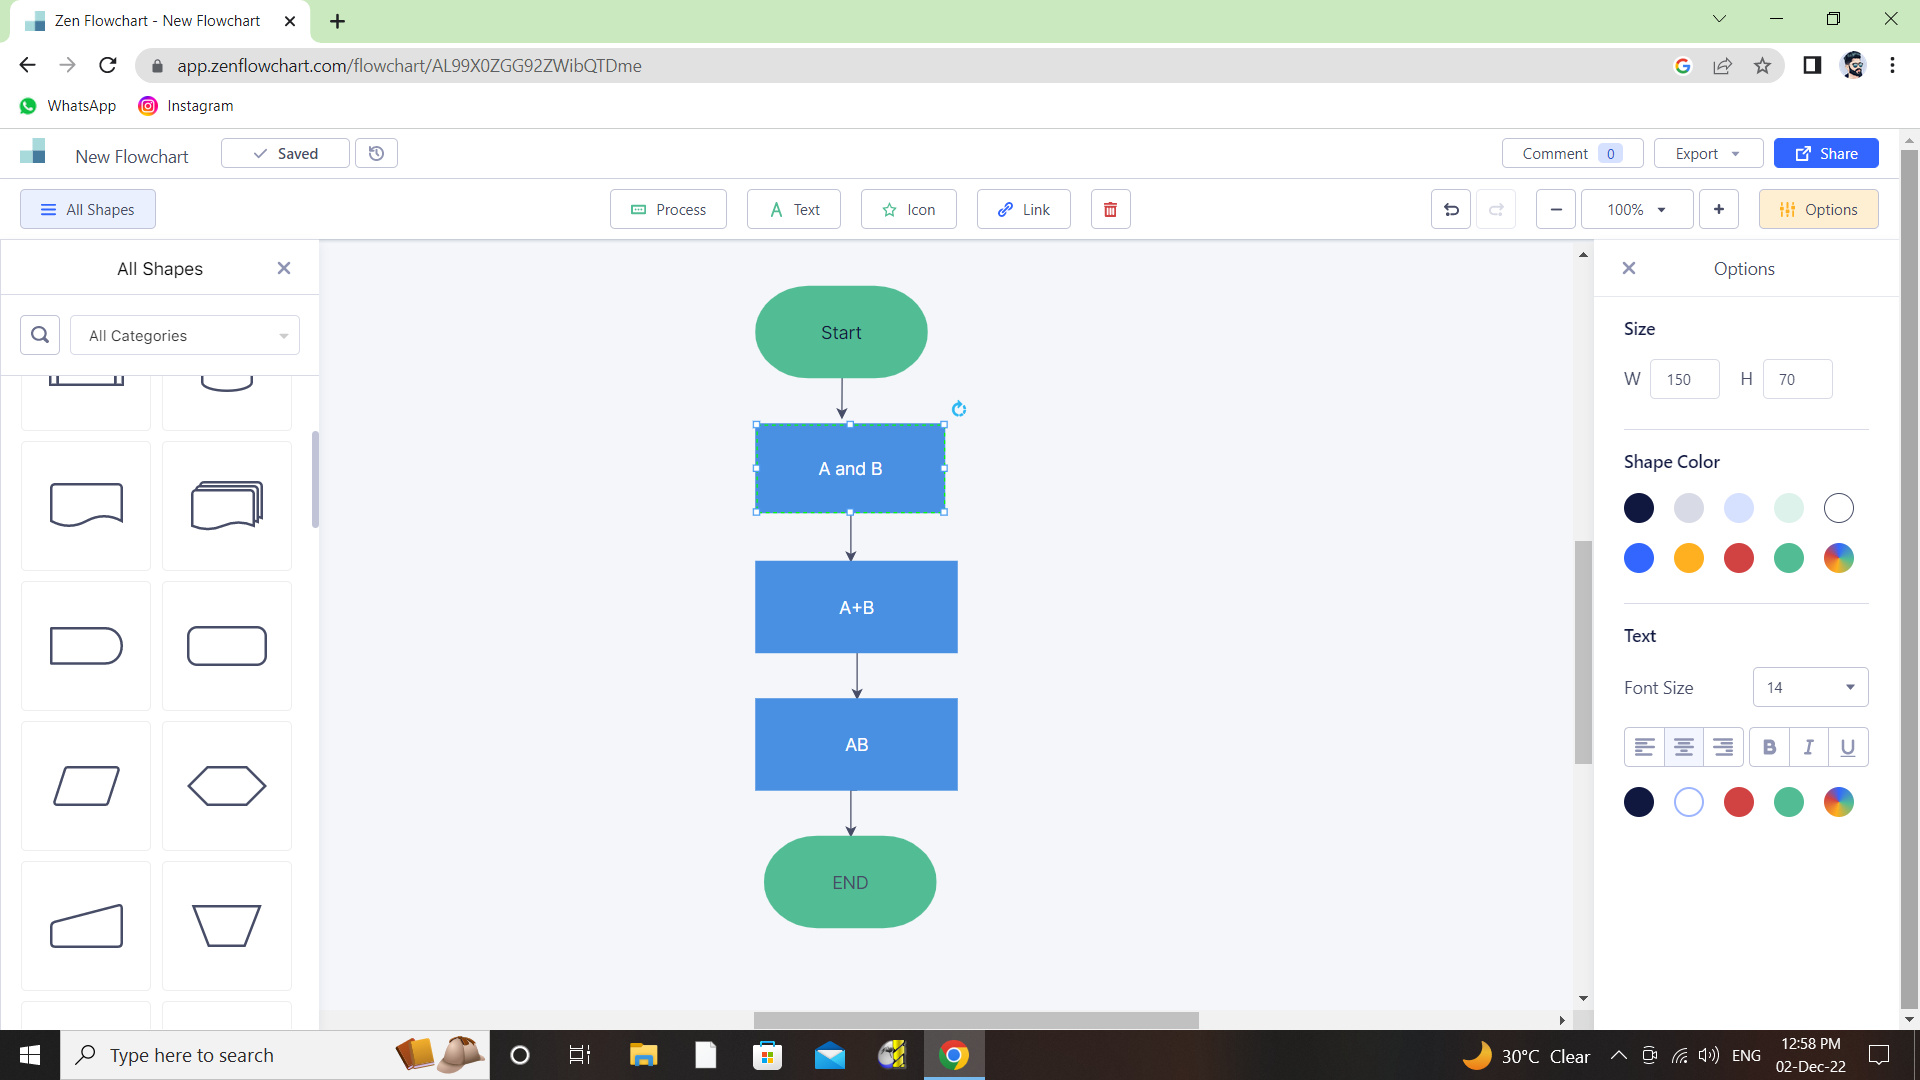 Zen Flowchart - New Flowchart
app.zenflowchart.com/flowchart/AL99X0ZGG92ZWibQTDme
WhatsApp Instagram
New Flowchart Saved Comment 0 Export Share
All Shapes Process Text Icon Link 100% Options
All Shapes
All Categories
Start
A and B
A+B
AB
END
Options
Size
W 150 H 70
Shape Color
Text
Font Size 14
B I U
Type here to search
30°C Clear
ENG
12:58 PM
02-Dec-22